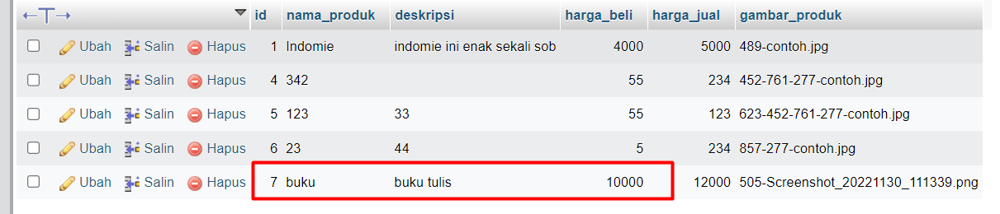 id nama_produk deskripsi harga_beli harga_jual gambar_produk
Ubah Salin Hapus 1 Indomie indomie ini enak sekali sob 4000 5000 489-contoh.jpg
Ubah Salin Hapus 4 342 55 234 452-761-277-contoh.jpg
Ubah Salin Hapus 5 123 33 55 123 623-452-761-277-contoh.jpg
Ubah Salin Hapus 6 23 44 5 234 857-277-contoh.jpg
Ubah Salin Hapus 7 buku buku tulis 10000 12000 505-Screenshot_20221130_111339.png